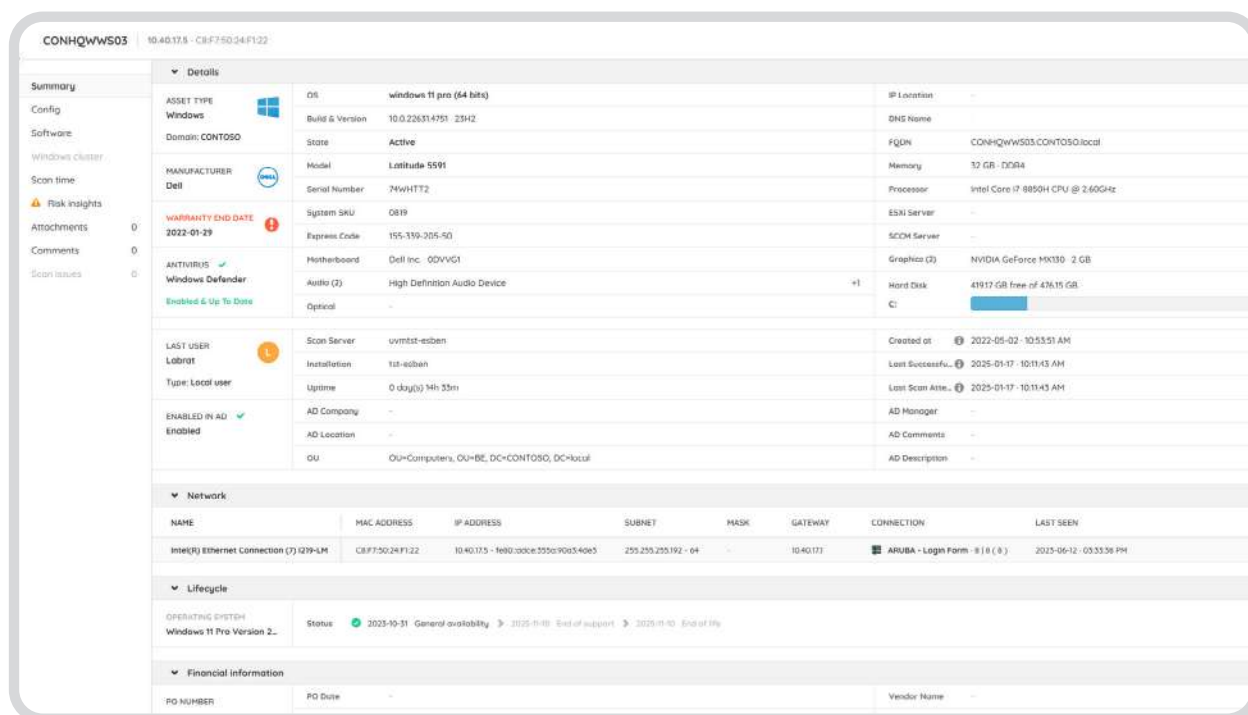 CONHQWWS03 10.40.17.5 - C8:F7:50:24:F1:22
Summary
Config
Software
Windows cluster
Scan time
Risk insights
Attachments 0
Comments 0
Scan issues 0
Details
ASSET TYPE
Windows
Domain: CONTOSO
MANUFACTURER
Dell
DELL
WARRANTY END DATE
2022-01-29
ANTIVIRUS
Windows Defender
Enabled & Up To Date
OS windows 11 pro (64 bits)
Build & Version 10.0.22631.4751 · 23H2
State Active
Model Latitude 5591
Serial Number 74WHTT2
System SKU 0819
Express Code 155-339-205-50
Motherboard Dell Inc. · 0DVVG1
Audio (2) High Definition Audio Device +1
Optical -
IP Location -
DNS Name
FQDN CONHQWWS03.CONTOSO.local
Memory 32 GB · DDR4
Processor Intel Core i7-8850H CPU @ 2.60GHz
ESXi Server -
SCCM Server -
Graphics (2) NVIDIA GeForce MX130 · 2 GB
Hard Disk 419.17 GB free of 476.15 GB
C:
LAST USER
Labrat
L
Type: Local user
ENABLED IN AD
Enabled
Scan Server uvmtst-esben
Installation tst-esben
Uptime 0 day(s) 14h 33m
AD Company -
AD Location -
OU OU=Computers, OU=BE, DC=CONTOSO, DC=local
Created at 2022-05-02 · 10:53:51 AM
Last Successfu... 2025-01-17 · 10:11:43 AM
Last Scan Atte... 2025-01-17 · 10:11:43 AM
AD Manager -
AD Comments -
AD Description -
Network
NAME MAC ADDRESS IP ADDRESS SUBNET MASK GATEWAY CONNECTION LAST SEEN
Intel(R) Ethernet Connection (7) I219-LM C8:F7:50:24:F1:22 10.40.17.5 - 255.255.255.192 - 64 - 10.40.17.1 ARUBA - Login Form - 8 | 8 ( 8 ) 2025-06-12 · 03:33:38 PM
Lifecycle
OPERATING SYSTEM
Windows 11 Pro Version 2...
Status 2023-10-31 General availability End of support End of life
Financial information
PO NUMBER
PO Date -
Vendor Name -